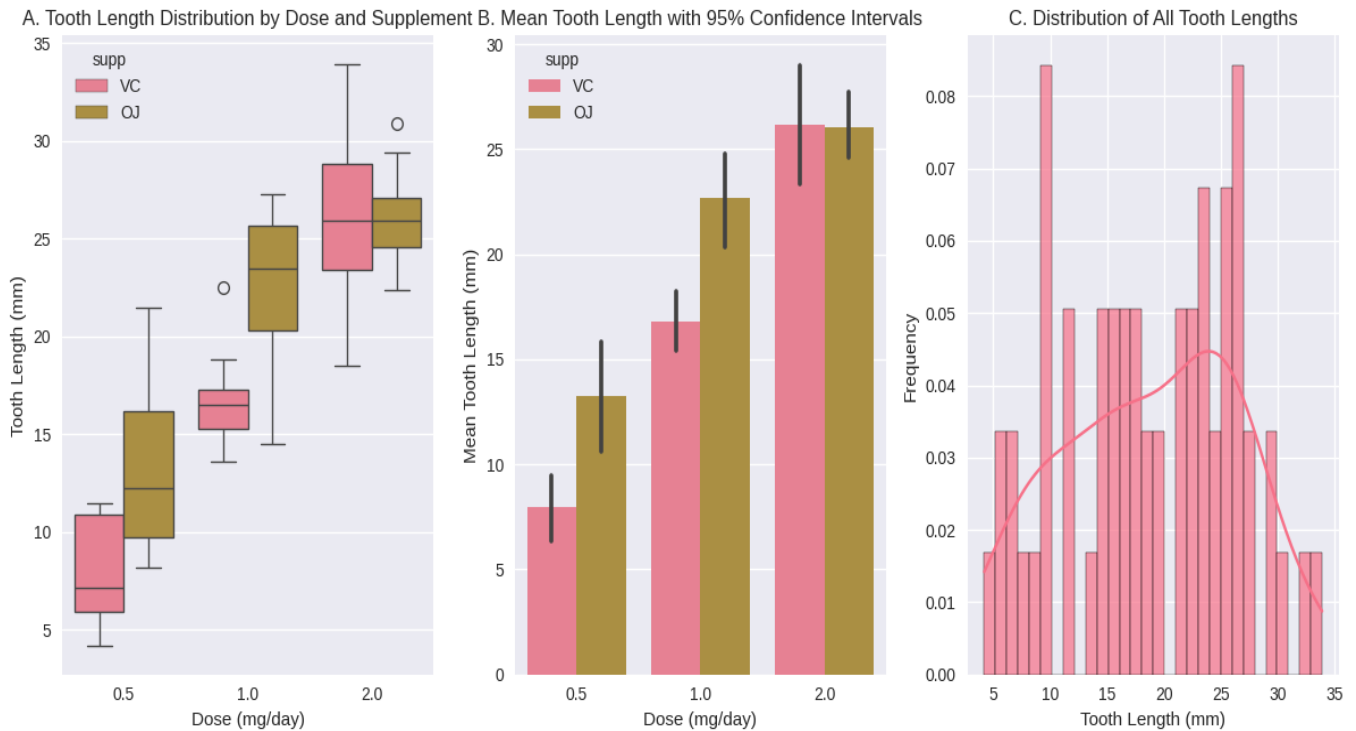 A. Tooth Length Distribution by Dose and Supplement
35
30
25
20
15
10
5
Tooth Length (mm)
supp
VC
OJ
0.5
1.0
2.0
Dose (mg/day)
B. Mean Tooth Length with 95% Confidence Intervals
30
25
20
15
10
5
0
Mean Tooth Length (mm)
supp
VC
OJ
0.5
1.0
2.0
Dose (mg/day)
C. Distribution of All Tooth Lengths
0.08
0.07
0.06
0.05
0.04
0.03
0.02
0.01
0.00
Frequency
5
10
15
20
25
30
35
Tooth Length (mm)